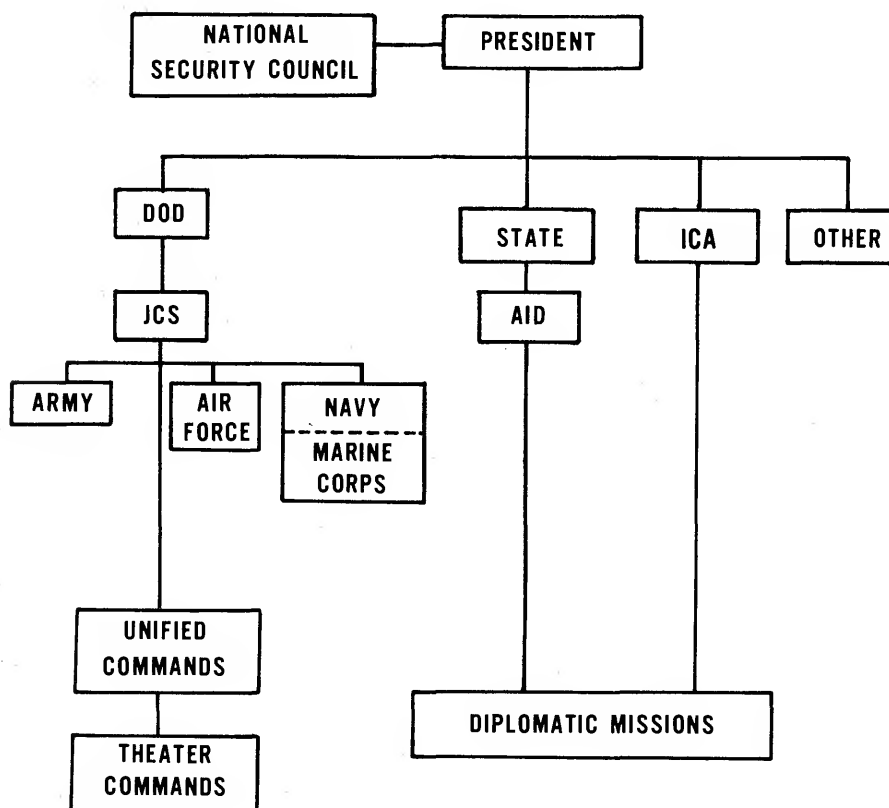 NATIONAL
SECURITY COUNCIL
PRESIDENT
DOD
STATE
ICA
OTHER
JCS
AID
ARMY
AIR
FORCE
NAVY
MARINE
CORPS
UNIFIED
COMMANDS
DIPLOMATIC MISSIONS
THEATER
COMMANDS